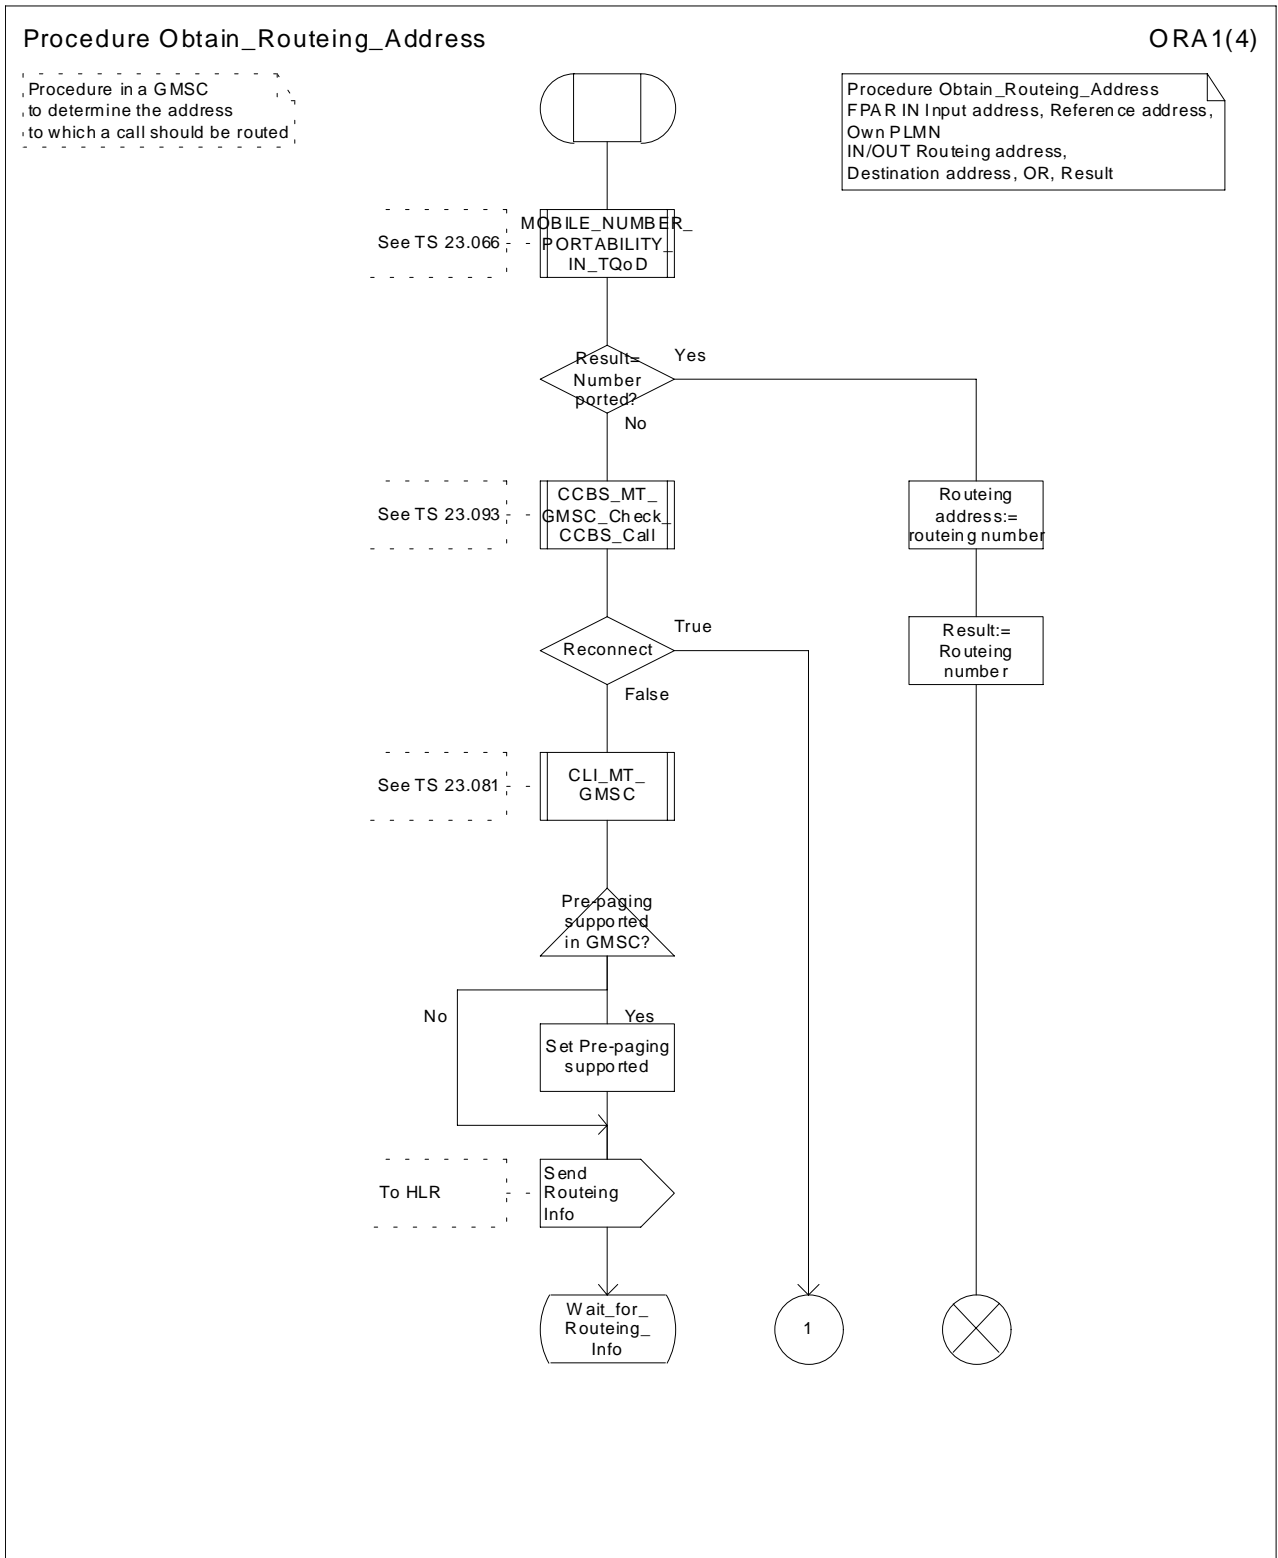 Procedure Obtain_Routeing_Address
ORA1(4)
Procedure in a GMSC
to determine the address
to which a call should be routed
Procedure Obtain_Routeing_Address
FPAR IN Input address, Reference address,
Own PLMN
IN/OUT Routeing address,
Destination address, OR, Result
See TS 23.066
MOBILE_NUMBER_
PORTABILITY_
IN_TQoD
Result=
Number
ported?
Yes
No
See TS 23.093
CCBS_MT_
GMSC_Check_
CCBS_Call
Routeing
address:=
routeing number
Reconnect
True
False
Result:=
Routeing
number
See TS 23.081
CLI_MT_
GMSC
Pre-paging
supported
in GMSC?
No
Yes
Set Pre-paging
supported
To HLR
Send
Routeing
Info
Wait_for_
Routeing_
Info
1